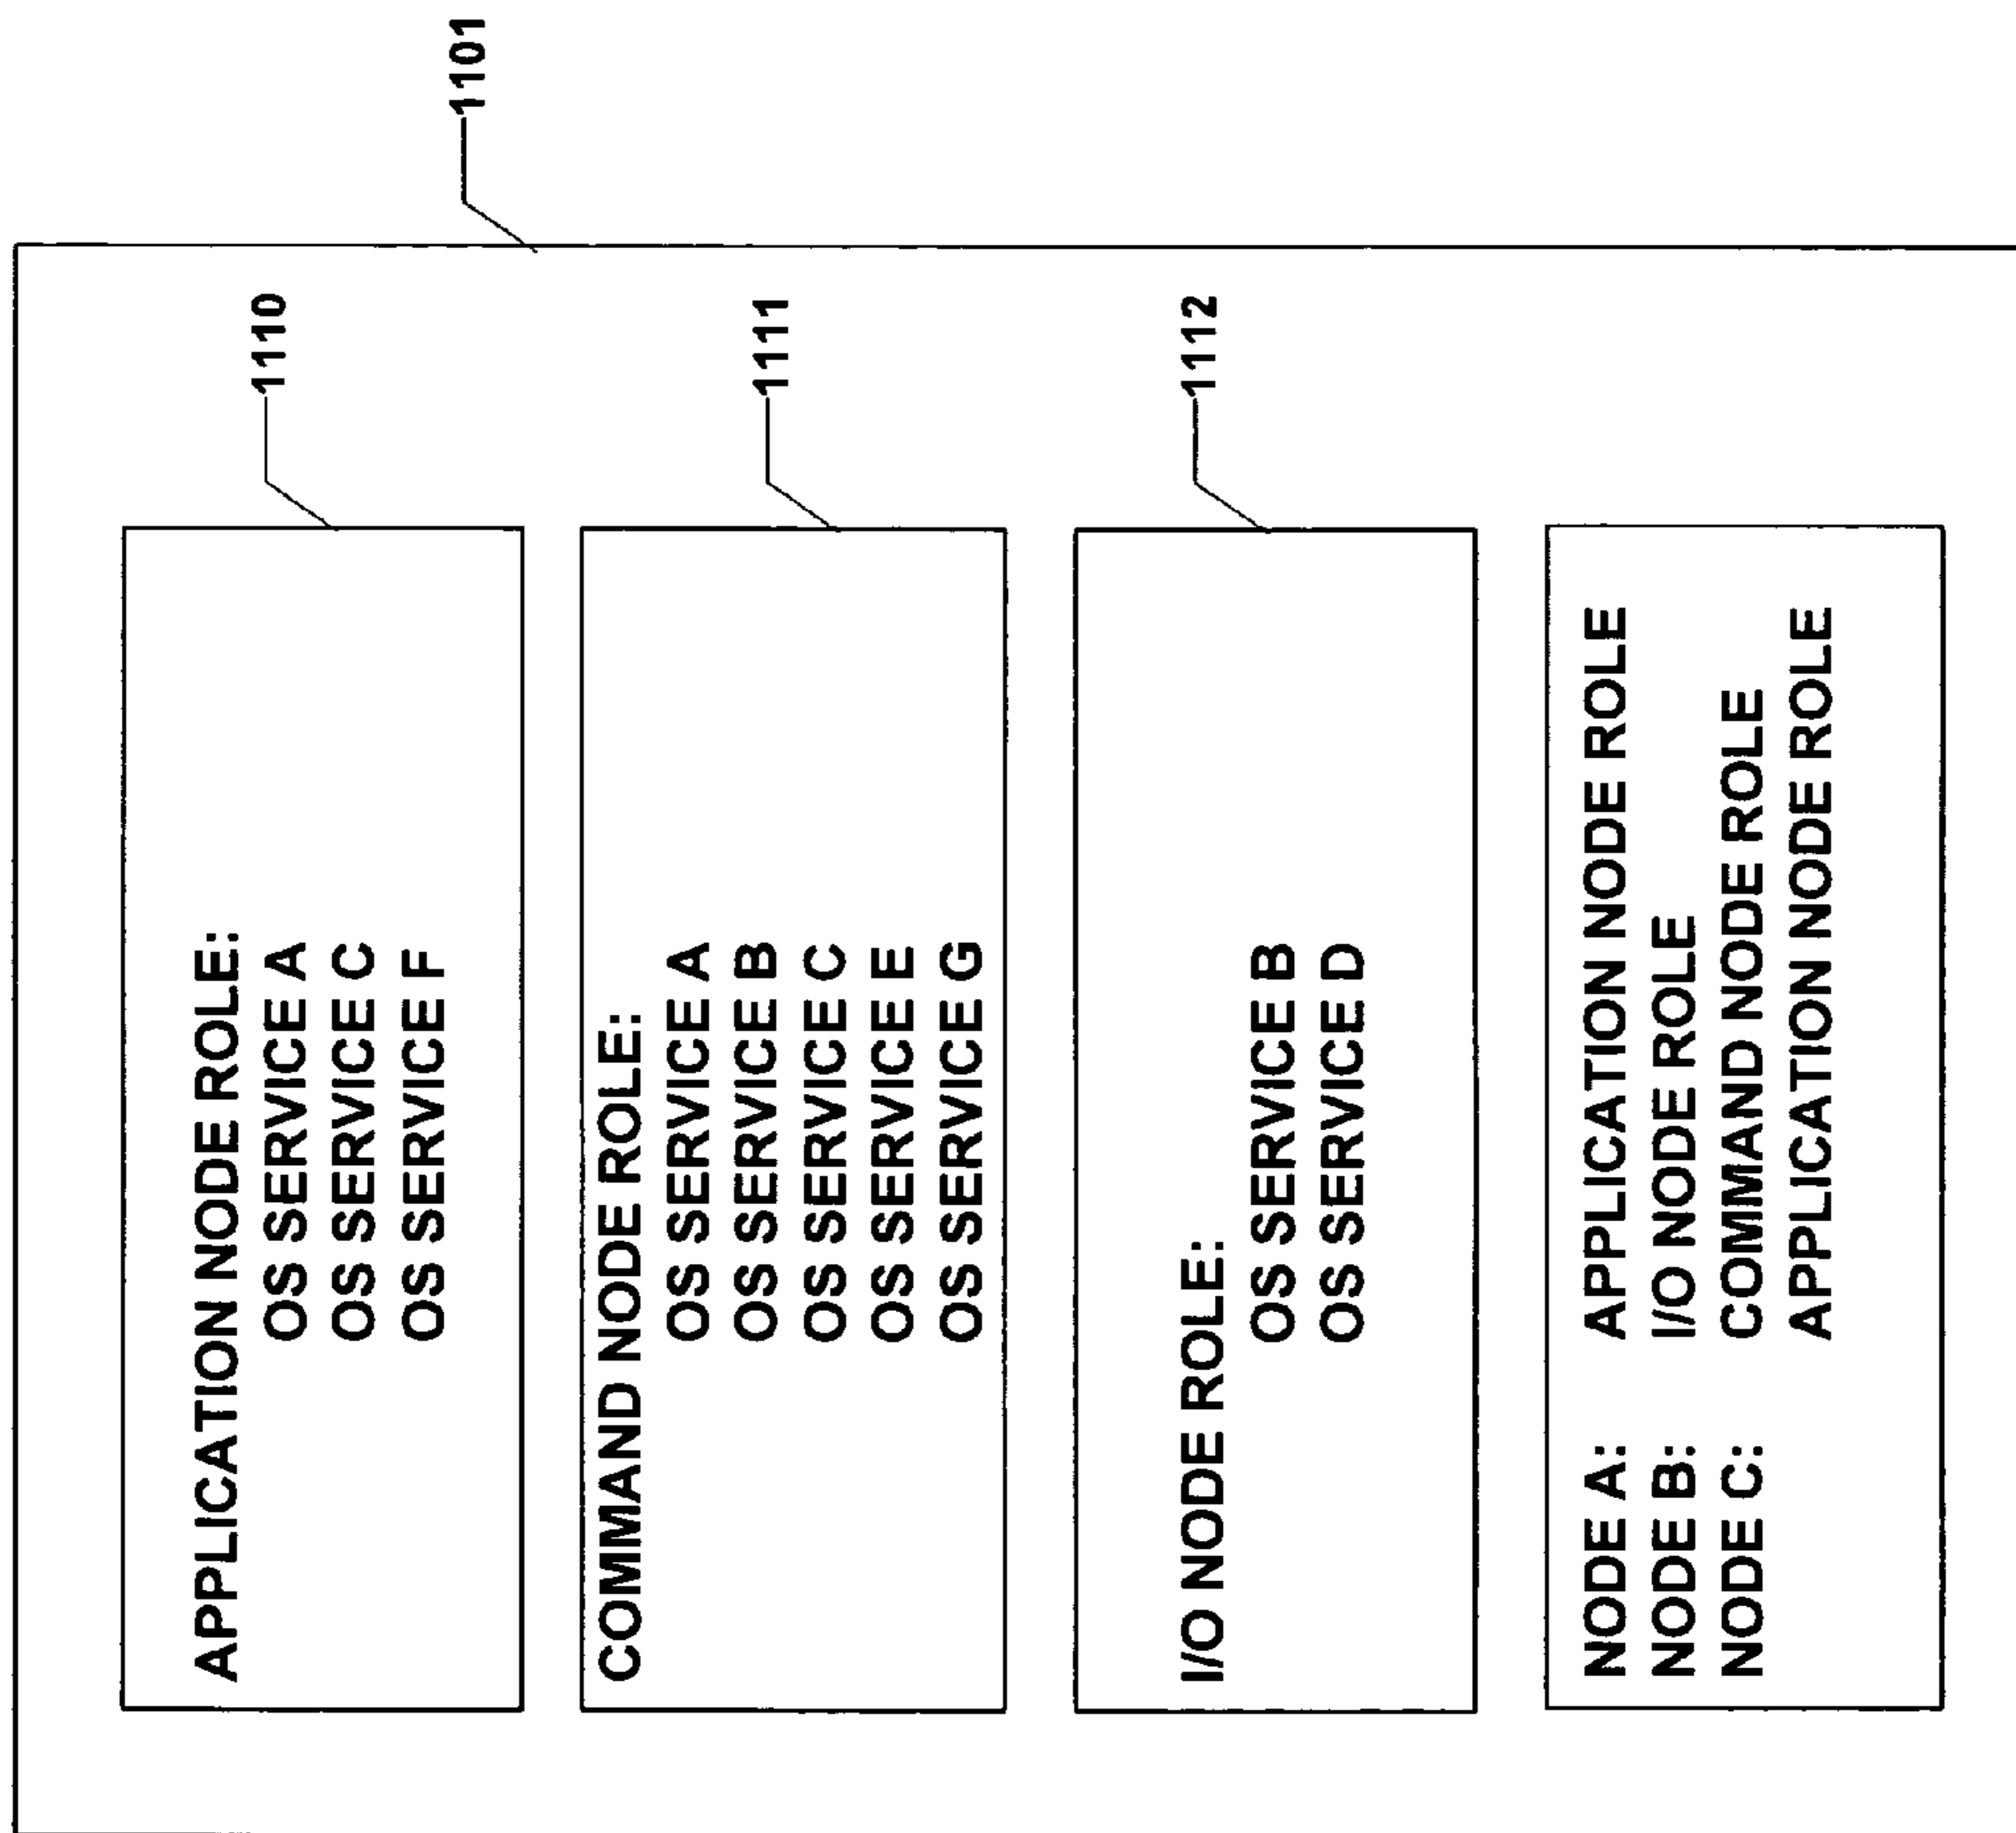 1101
1110
APPLICATION NODE ROLE:
OS SERVICE A
OS SERVICE C
OS SERVICE F
1111
COMMAND NODE ROLE:
OS SERVICE A
OS SERVICE B
OS SERVICE C
OS SERVICE E
OS SERVICE G
1112
I/O NODE ROLE:
OS SERVICE B
OS SERVICE D
NODE A: APPLICATION NODE ROLE
NODE B: I/O NODE ROLE
NODE C: COMMAND NODE ROLE
APPLICATION NODE ROLE